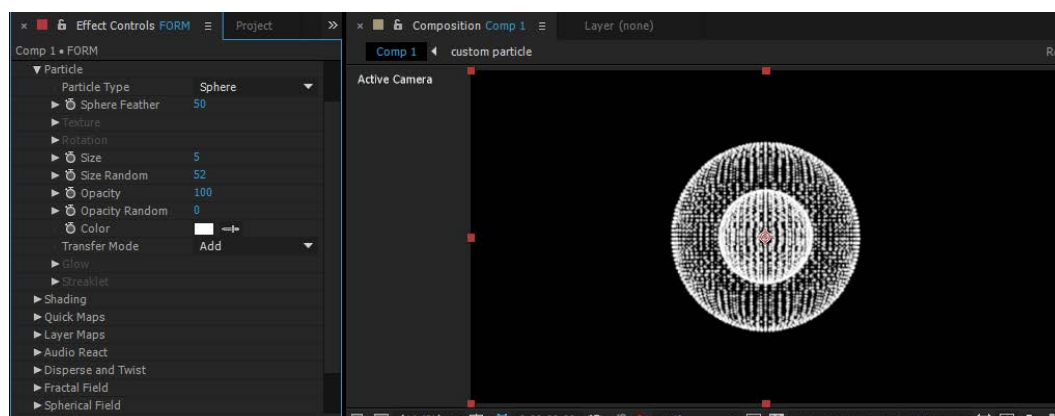 Effect Controls FORM
Project
Comp 1 • FORM
Particle
Particle Type Sphere
Sphere Feather 50
Texture
Rotation
Size 5
Size Random 52
Opacity 100
Opacity Random 0
Color
Transfer Mode Add
Glow
Streaklet
Shading
Quick Maps
Layer Maps
Audio React
Disperse and Twist
Fractal Field
Spherical Field
Composition Comp 1
Layer (none)
Comp 1 custom particle
Active Camera